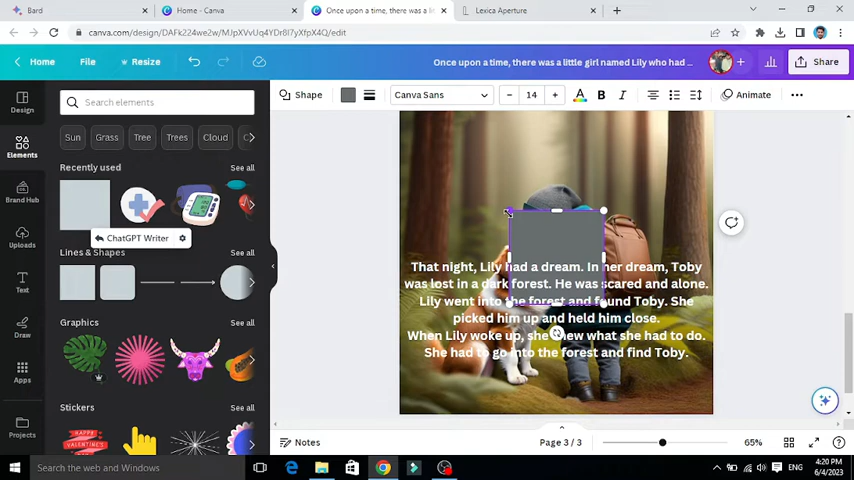 Bard
Home - Canva
Once upon a time, there was a li
Lexica Aperture
canva.com/design/DAFk224we2w/MJpXVvUq4YDr8I7yXfpX4g/edit
Home
File
Resize
Once upon a time, there was a little girl named Lily who had ...
Share
Design
Elements
Brand Hub
Uploads
Text
Draw
Apps
Projects
Search elements
Sun
Grass
Tree
Trees
Cloud
Recently used
See all
ChatGPT Writer
Lines & Shapes
See all
Graphics
See all
Stickers
See all
Shape
Canva Sans
14
A
B
I
Animate
That night, Lily had a dream. In her dream, Toby
was lost in a dark forest. He was scared and alone.
Lily went into the forest and found Toby. She
picked him up and held him close.
When Lily woke up, she knew what she had to do.
She had to go into the forest and find Toby.
Notes
Page 3 / 3
65%
Search the web and Windows
ENG
4:20 PM
6/4/2023